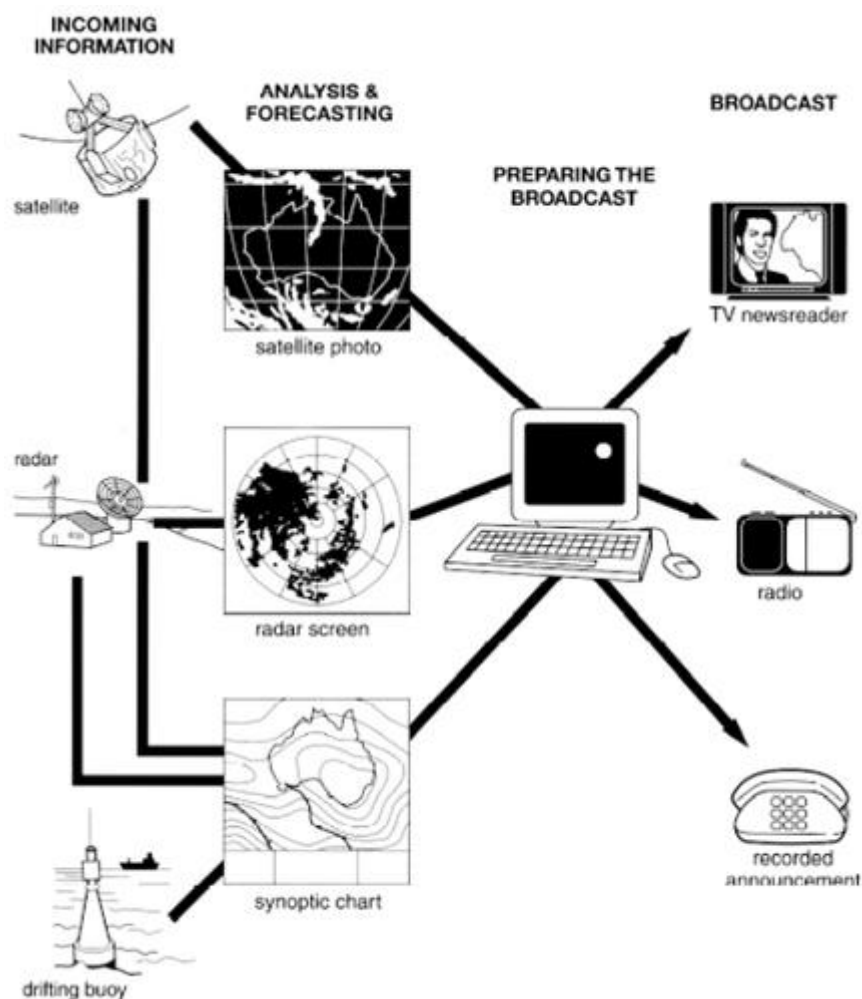 INCOMING
INFORMATION
ANALYSIS &
FORECASTING
PREPARING THE
BROADCAST
BROADCAST
satellite
satellite photo
TV newsreader
radar
radar screen
radio
synoptic chart
recorded
announcement
drifting buoy